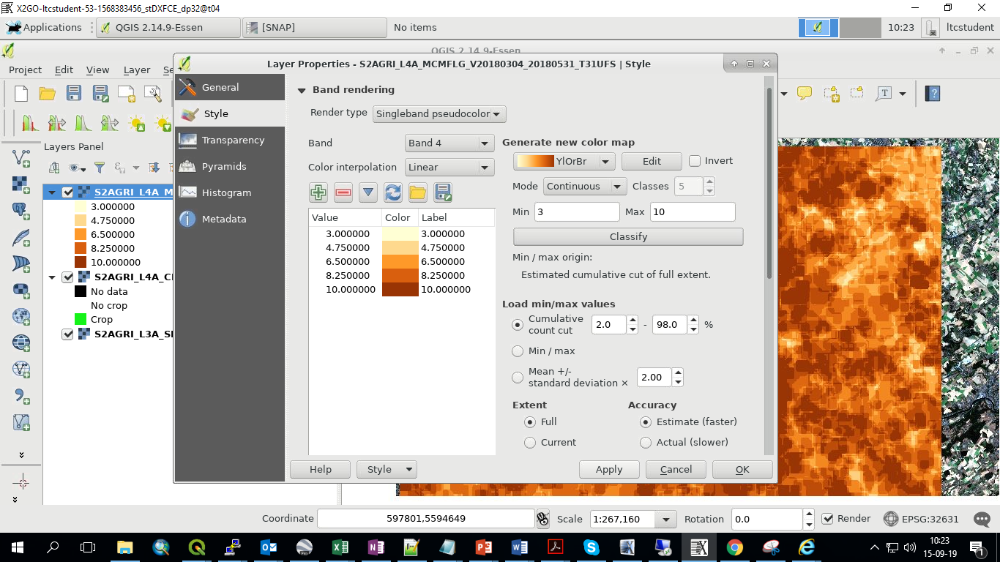 X2GO-ltcstudent-53-1568383456_stDXFCE_dp32@t04
Applications
QGIS 2.14.9-Essen
[SNAP]
No items
10:23
ltcstudent
QGIS 2.14.9-Essen
Project Edit View Layer Se
Layer Properties - S2AGRI_L4A_MCMFLG_V20180304_20180531_T31UFS | Style
General
Style
Transparency
Pyramids
Histogram
Metadata
Layers Panel
S2AGRI_L4A_M
3.000000
4.750000
6.500000
8.250000
10.000000
S2AGRI_L4A_C
No data
No crop
Crop
S2AGRI_L3A_S
Band rendering
Render type Singleband pseudocolor
Band Band 4
Color interpolation Linear
Value Color Label
3.000000 3.000000
4.750000 4.750000
6.500000 6.500000
8.250000 8.250000
10.000000 10.000000
Generate new color map
YlOrBr Edit Invert
Mode Continuous Classes 5
Min 3 Max 10
Classify
Min / max origin:
Estimated cumulative cut of full extent.
Load min/max values
Cumulative
count cut 2.0 - 98.0 %
Min / max
Mean +/-
standard deviation × 2.00
Extent Accuracy
Full Estimate (faster)
Current Actual (slower)
Help Style Apply Cancel OK
Coordinate 597801,5594649 Scale 1:267,160 Rotation 0.0 Render EPSG:32631
10:23
15-09-19
1